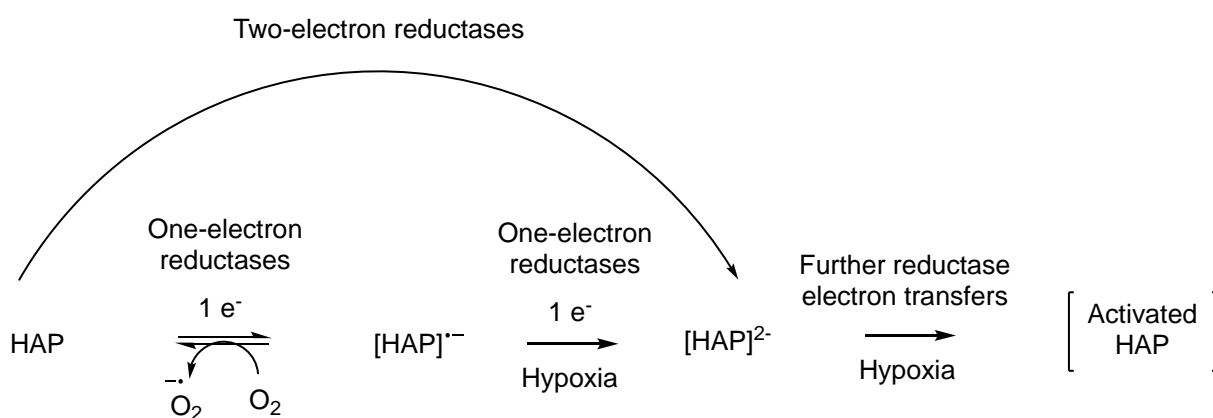 Two-electron reductases
One-electron
reductases
1 e⁻
One-electron
reductases
1 e⁻
Further reductase
electron transfers
HAP
[HAP]•−
[HAP]²⁻
Activated
HAP
Hypoxia
Hypoxia
−•
O₂
O₂